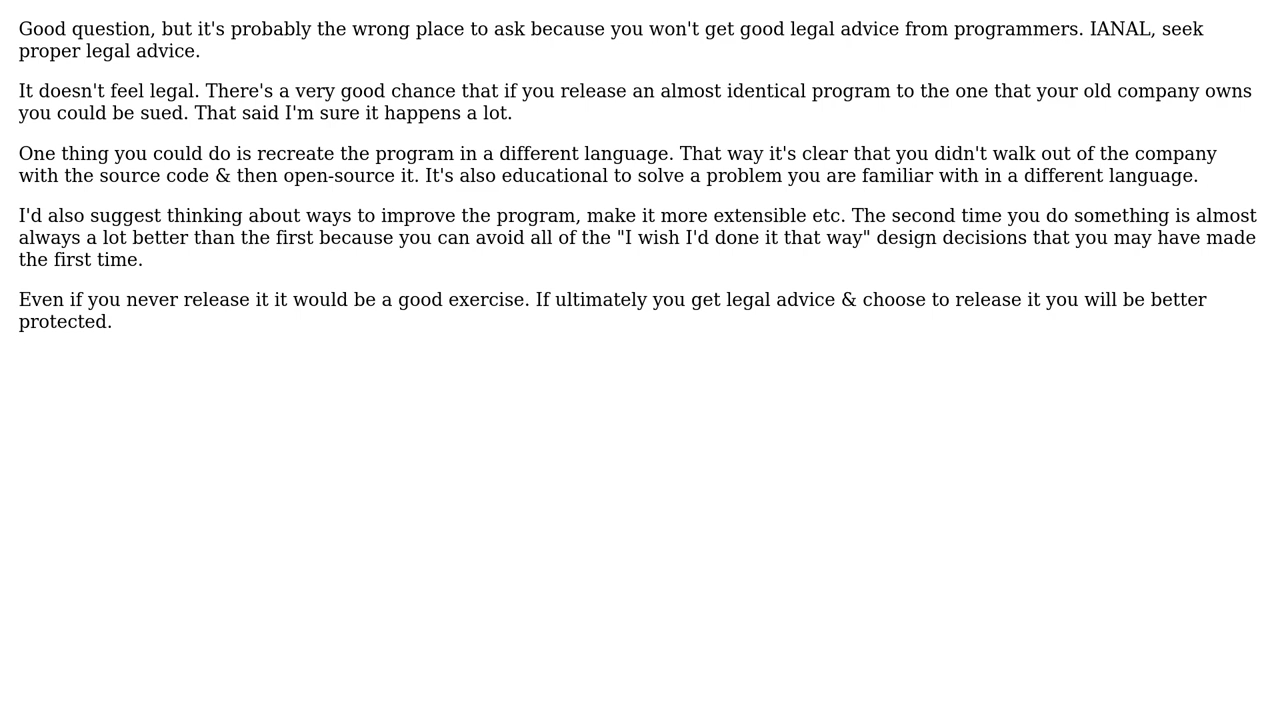 Good question, but it's probably the wrong place to ask because you won't get good legal advice from programmers. IANAL, seek
proper legal advice.
It doesn't feel legal. There's a very good chance that if you release an almost identical program to the one that your old company owns
you could be sued. That said I'm sure it happens a lot.
One thing you could do is recreate the program in a different language. That way it's clear that you didn't walk out of the company
with the source code & then open-source it. It's also educational to solve a problem you are familiar with in a different language.
I'd also suggest thinking about ways to improve the program, make it more extensible etc. The second time you do something is almost
always a lot better than the first because you can avoid all of the "I wish I'd done it that way" design decisions that you may have made
the first time.
Even if you never release it it would be a good exercise. If ultimately you get legal advice & choose to release it you will be better
protected.